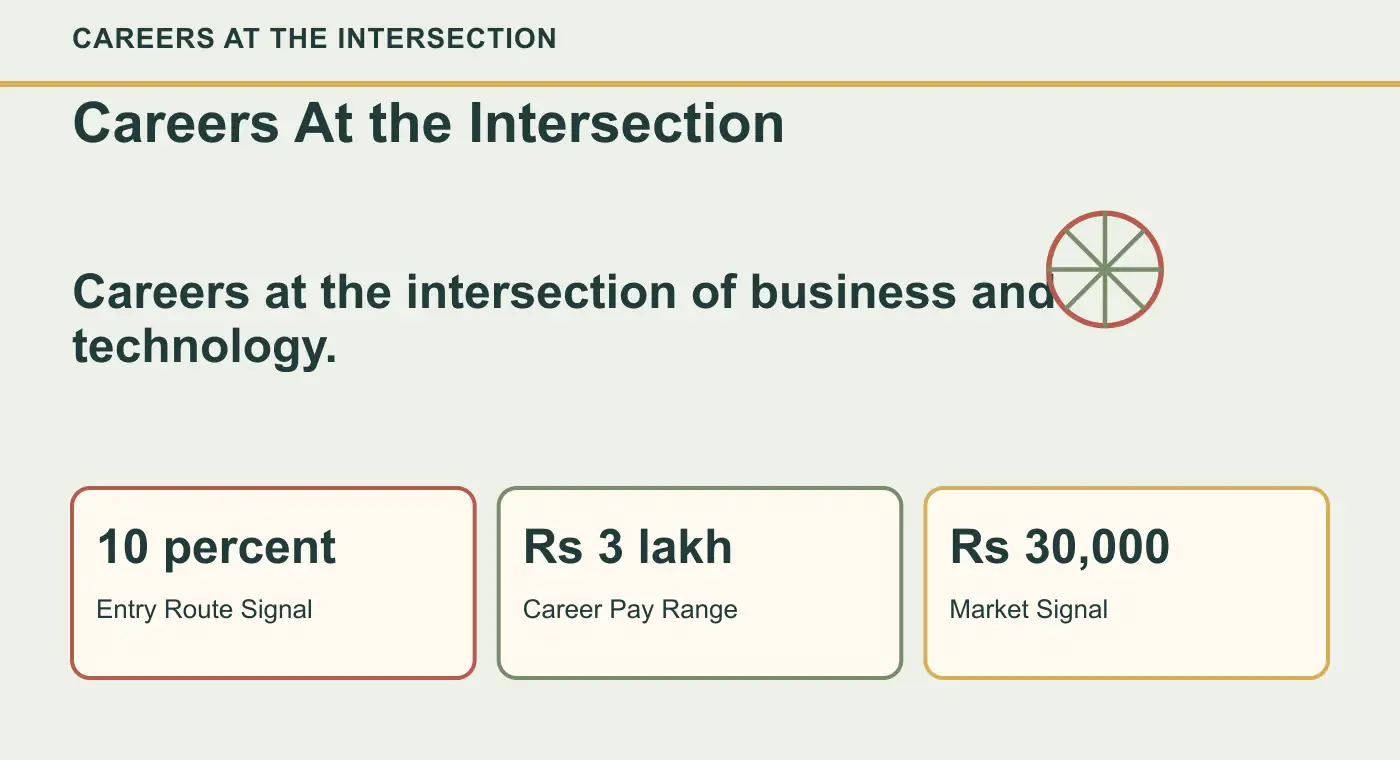 CAREERS AT THE INTERSECTION
Careers At the Intersection
Careers at the intersection of business and
technology.
10 percent
Entry Route Signal
Rs 3 lakh
Career Pay Range
Rs 30,000
Market Signal